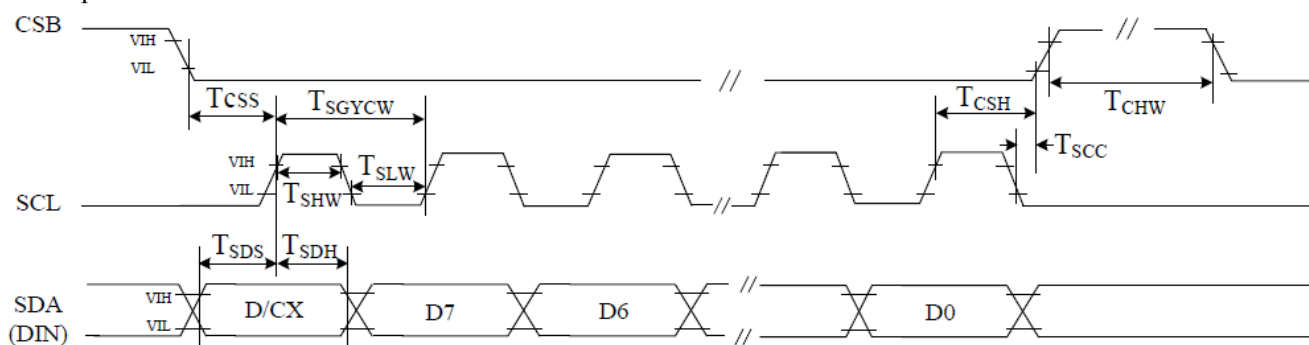 CSB
VIH
VIL
//
//
TCSS
TSGYCW
TCSH
TCHW
TSCC
SCL
VIH
VIL
TSHW
TSLW
//
TSDS
TSDH
SDA
(DIN)
VIH
VIL
D/CX
D7
D6
//
//
D0